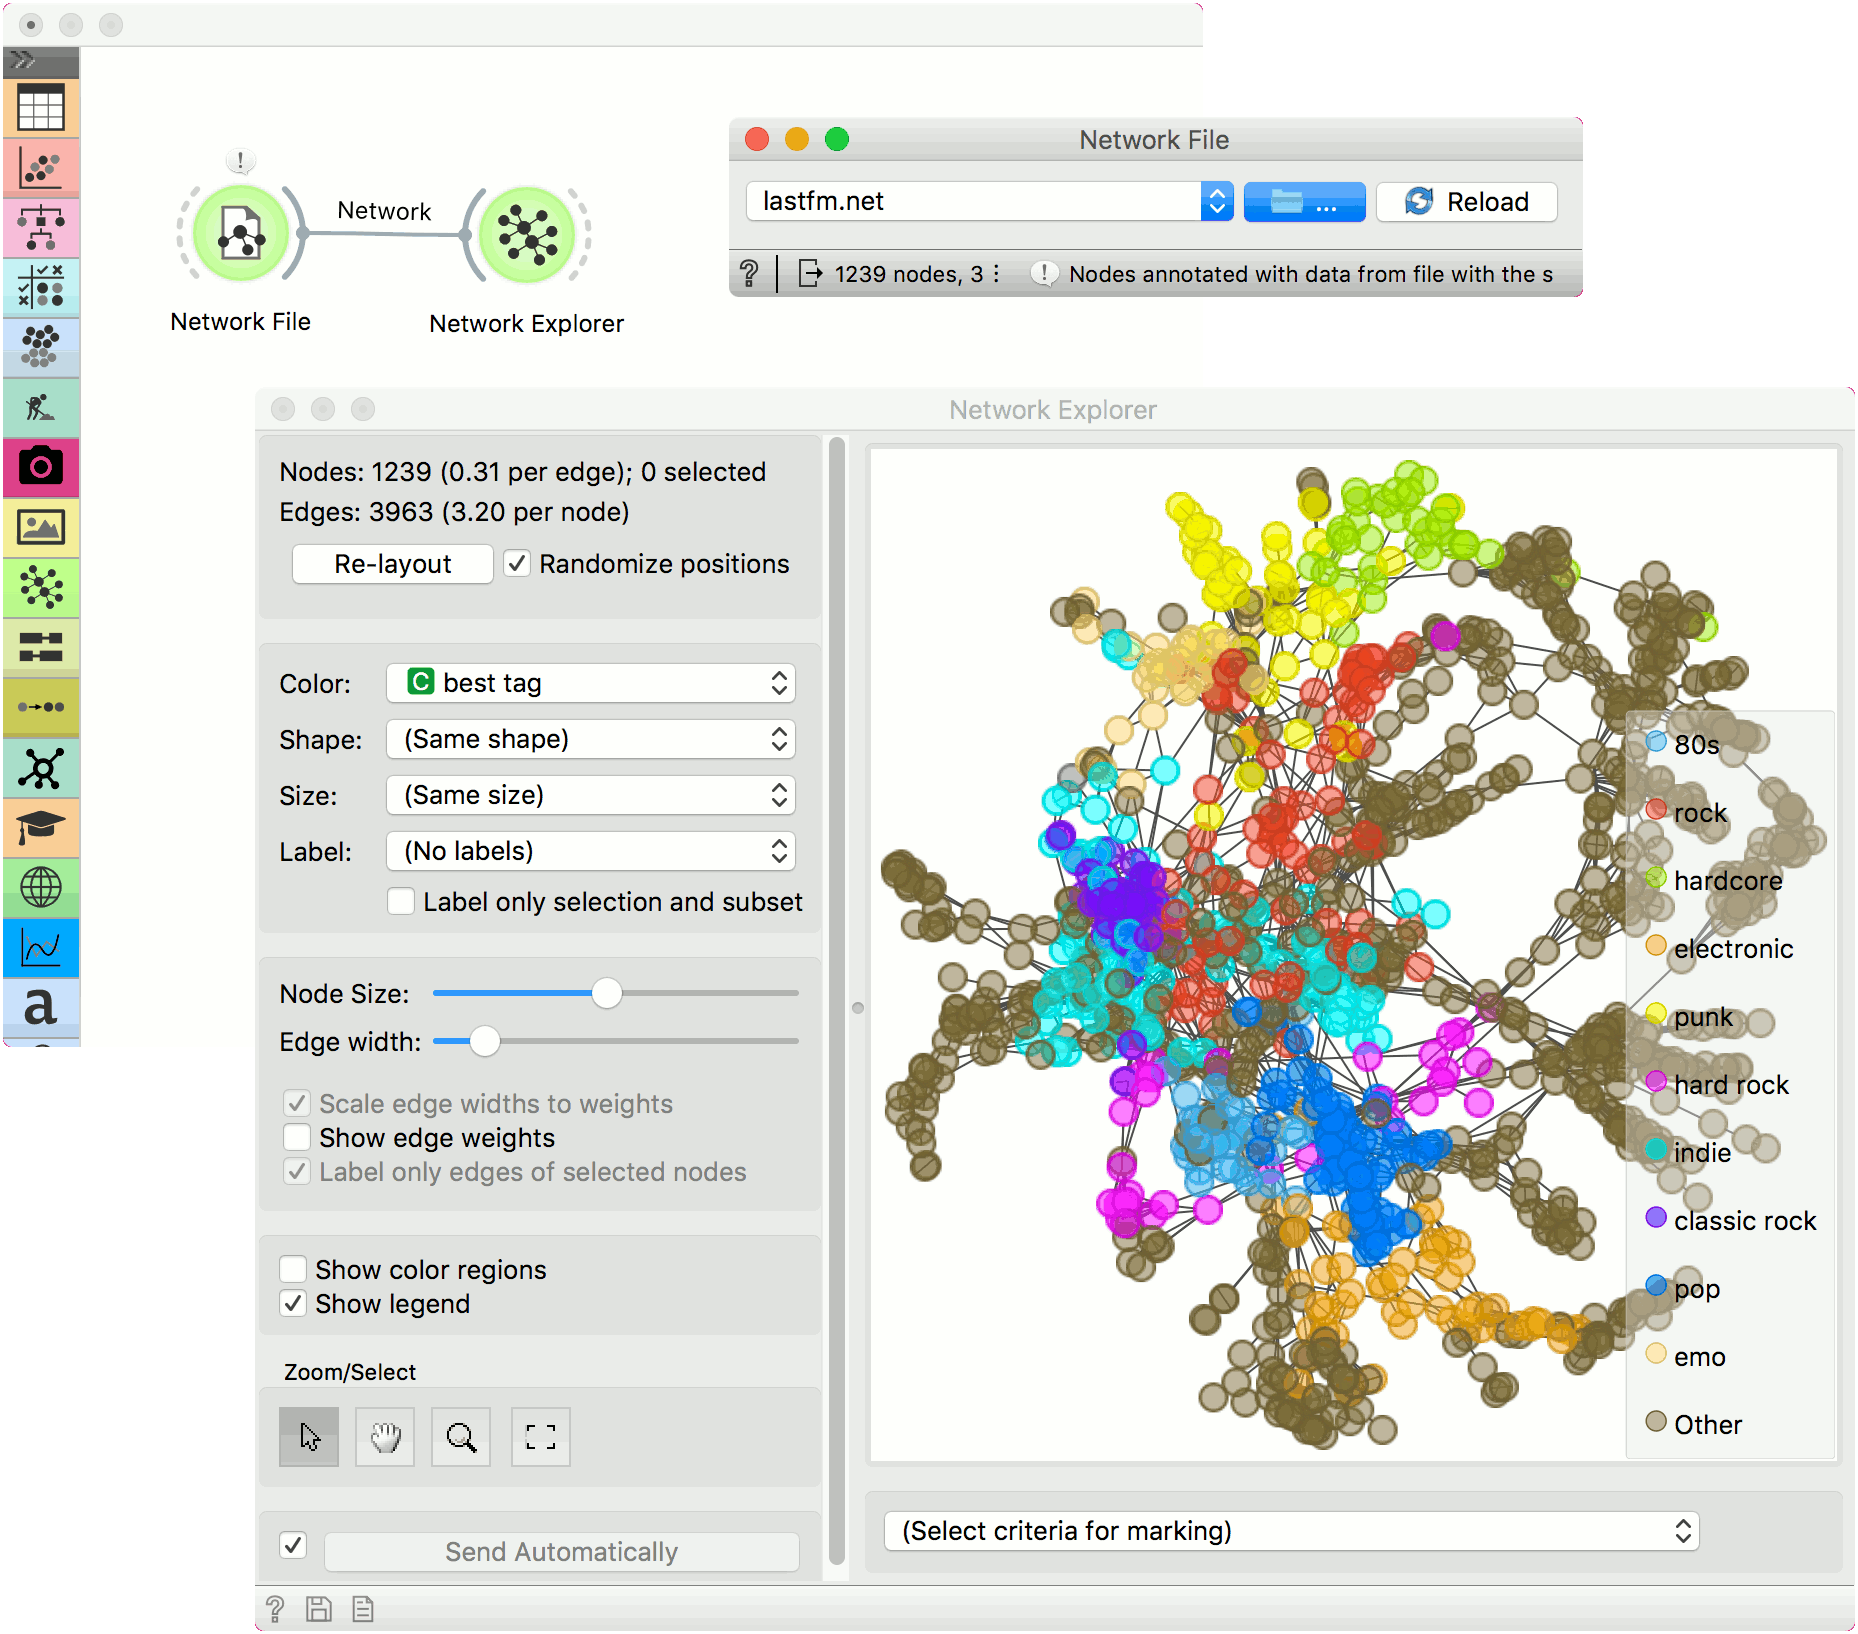 !
Network
Network File
Network Explorer
Network File
lastfm.net
...
Reload
?
1239 nodes, 3
! Nodes annotated with data from file with the s
Network Explorer
Nodes: 1239 (0.31 per edge); 0 selected
Edges: 3963 (3.20 per node)
Re-layout
Randomize positions
Color:
C best tag
Shape:
(Same shape)
Size:
(Same size)
Label:
(No labels)
Label only selection and subset
Node Size:
Edge width:
Scale edge widths to weights
Show edge weights
Label only edges of selected nodes
Show color regions
Show legend
Zoom/Select
Send Automatically
80s
rock
hardcore
electronic
punk
hard rock
indie
classic rock
pop
emo
Other
(Select criteria for marking)
?
a